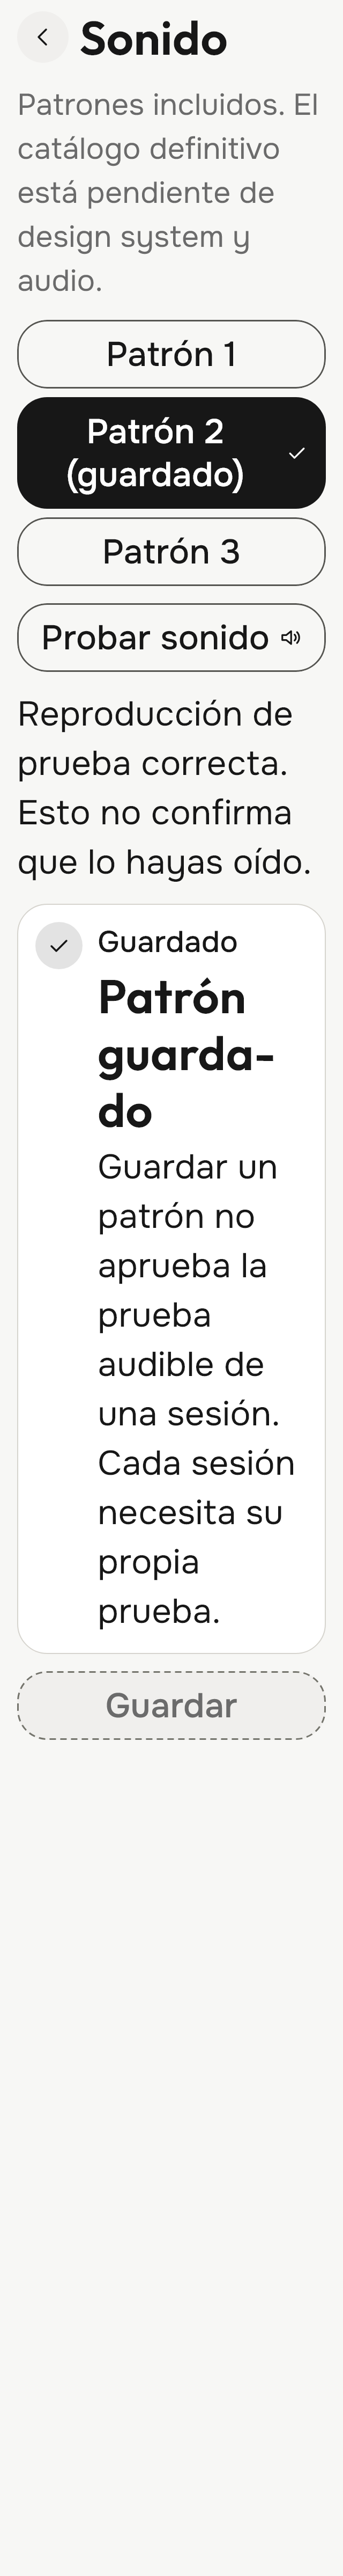 Sonido
Patrones incluidos. El
catálogo definitivo
está pendiente de
design system y
audio.
Patrón 1
Patrón 2
(guardado)
Patrón 3
Probar sonido
Reproducción de
prueba correcta.
Esto no confirma
que lo hayas oído.
Guardado
Patrón
guarda-
do
Guardar un
patrón no
aprueba la
prueba
audible de
una sesión.
Cada sesión
necesita su
propia
prueba.
Guardar